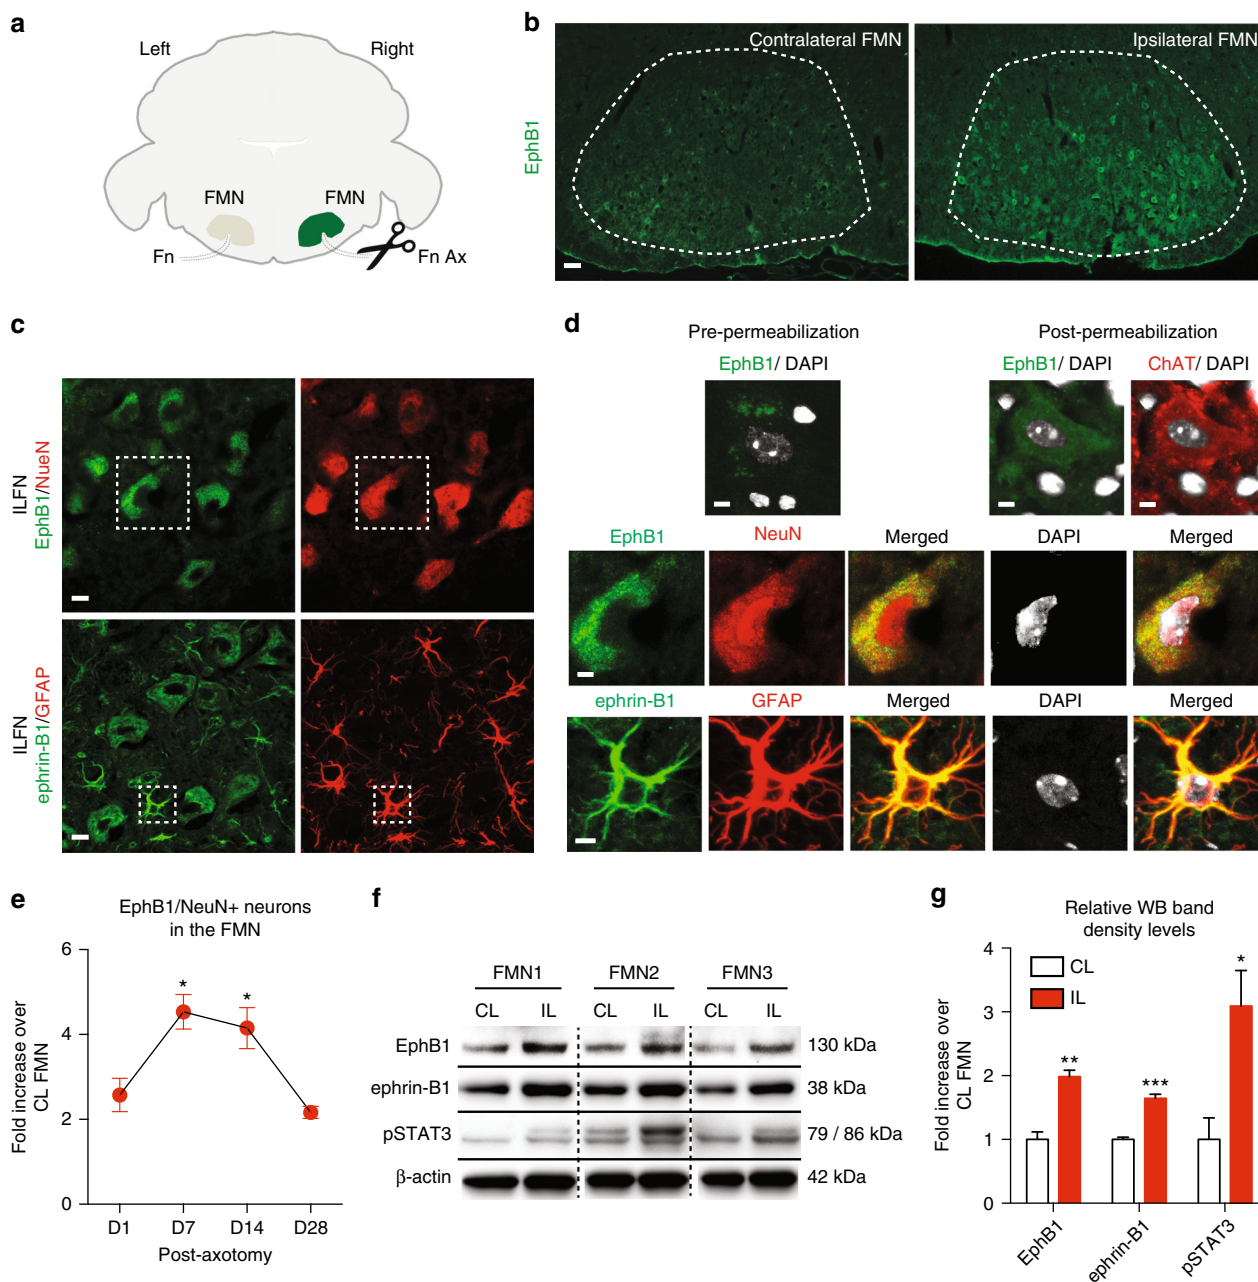 a
Left
Right
FMN
FMN
Fn
Fn Ax
b
EphB1
Contralateral FMN
Ipsilateral FMN
c
ILFN
EphB1/NueN
ILFN
ephrin-B1/GFAP
d
Pre-permeabilization
Post-permeabilization
EphB1/ DAPI
EphB1/ DAPI
ChAT/ DAPI
EphB1
NeuN
Merged
DAPI
Merged
ephrin-B1
GFAP
Merged
DAPI
Merged
e
EphB1/NeuN+ neurons
in the FMN
Fold increase over
CL FMN
6
4
2
0
*
*
D1
D7
D14
D28
Post-axotomy
f
FMN1
FMN2
FMN3
CL
IL
CL
IL
CL
IL
EphB1
130 kDa
ephrin-B1
38 kDa
pSTAT3
79 / 86 kDa
β-actin
42 kDa
g
Relative WB band
density levels
Fold increase over
CL FMN
4
3
2
1
0
CL
IL
**
***
*
EphB1
ephrin-B1
pSTAT3